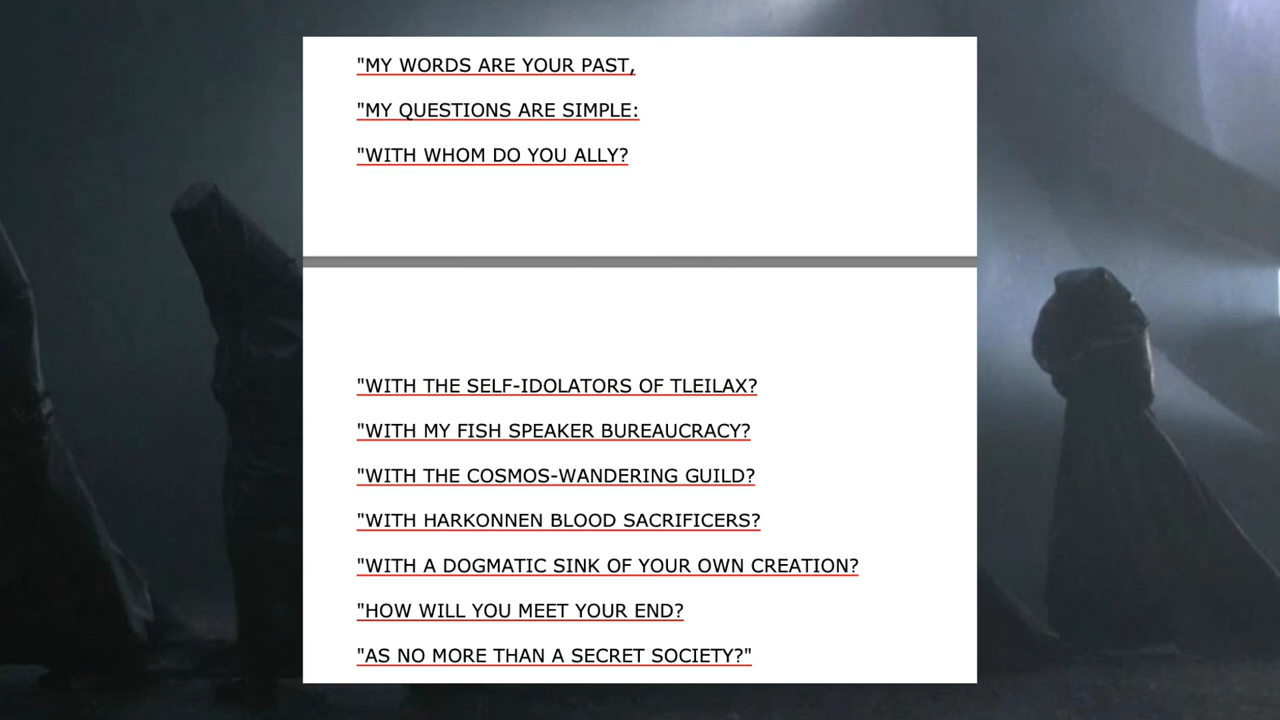 "MY WORDS ARE YOUR PAST,
"MY QUESTIONS ARE SIMPLE:
"WITH WHOM DO YOU ALLY?
"WITH THE SELF-IDOLATORS OF TLEILAX?
"WITH MY FISH SPEAKER BUREAUCRACY?
"WITH THE COSMOS-WANDERING GUILD?
"WITH HARKONNEN BLOOD SACRIFICERS?
"WITH A DOGMATIC SINK OF YOUR OWN CREATION?
"HOW WILL YOU MEET YOUR END?
"AS NO MORE THAN A SECRET SOCIETY?"